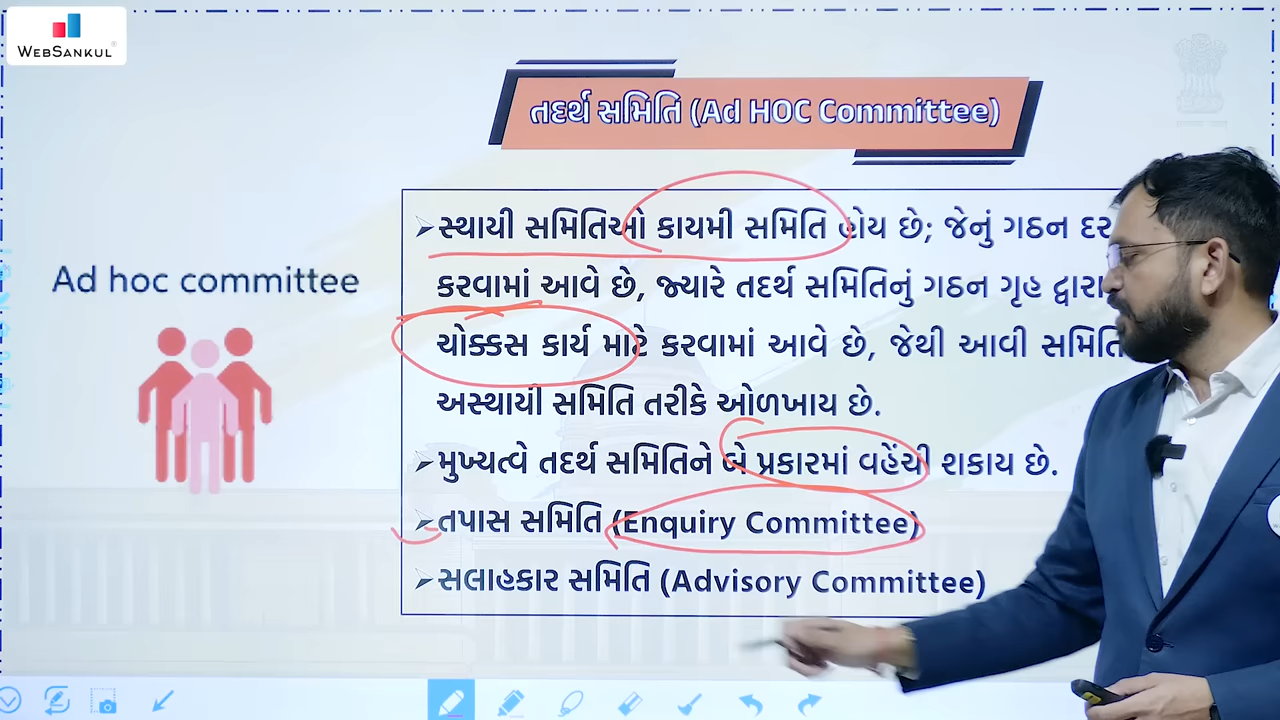 WEBSANKUL
તદર્થ સમિતિ (Ad HOC Committee)
Ad hoc committee
➢ સ્થાયી સમિતિઓ કાયમી સમિતિ હોય છે; જેનું ગઠન દર
કરવામાં આવે છે, જ્યારે તદર્થ સમિતિનું ગઠન ગૃહ દ્વારા
ચોક્કસ કાર્ય માટે કરવામાં આવે છે, જેથી આવી સમિતિ
અસ્થાયી સમિતિ તરીકે ઓળખાય છે.
➢ મુખ્યત્વે તદર્થ સમિતિને બે પ્રકારમાં વહેંચી શકાય છે.
➢ તપાસ સમિતિ (Enquiry Committee)
➢ સલાહકાર સમિતિ (Advisory Committee)